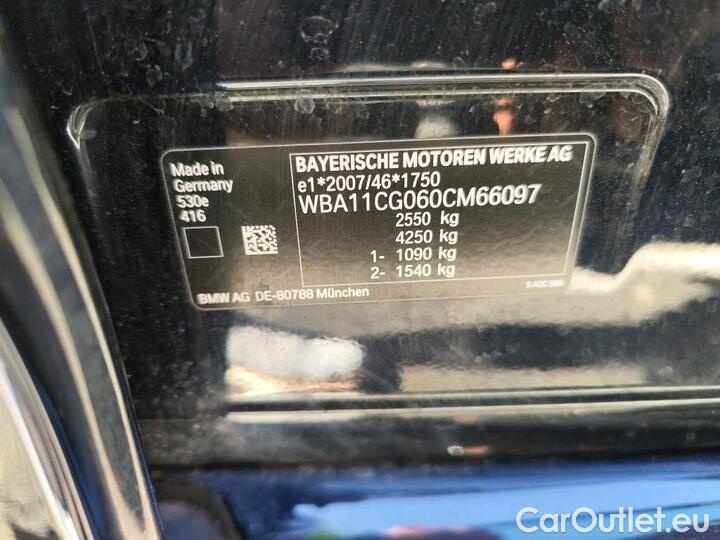 Made in
Germany
530e
416
BAYERISCHE MOTOREN WERKE AG
e1*2007/46*1750
WBA11CG060CM66097
2550 kg
4250 kg
1- 1090 kg
2- 1540 kg
BMW AG DE-80788 München
CarOutlet.eu